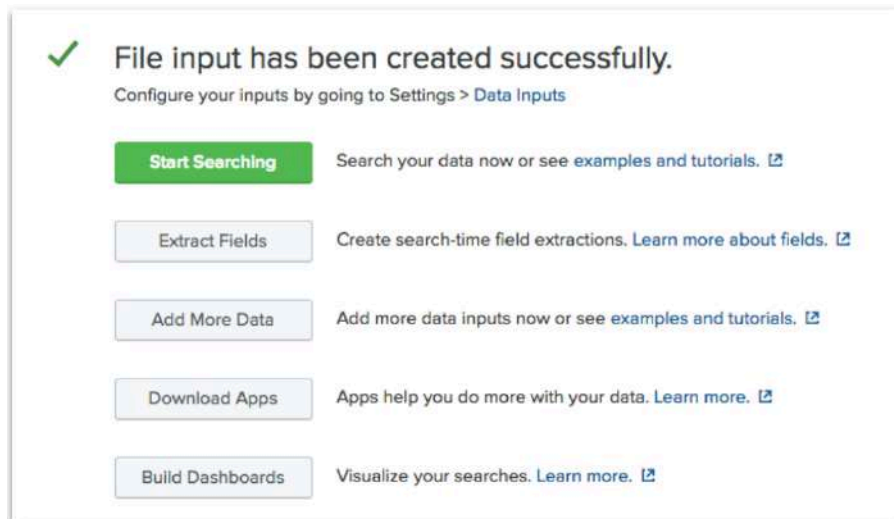 File input has been created successfully.
Configure your inputs by going to Settings > Data Inputs
Start Searching Search your data now or see examples and tutorials.
Extract Fields Create search-time field extractions. Learn more about fields.
Add More Data Add more data inputs now or see examples and tutorials.
Download Apps Apps help you do more with your data. Learn more.
Build Dashboards Visualize your searches. Learn more.